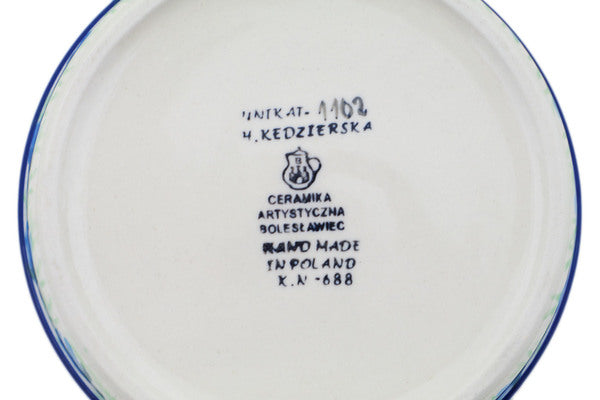 UNIKAT-1102
M.KEDZIERSKA
B
CERAMIKA
ARTYSTYCZNA
BOLESŁAWIEC
HAND MADE
IN POLAND
K.N-688